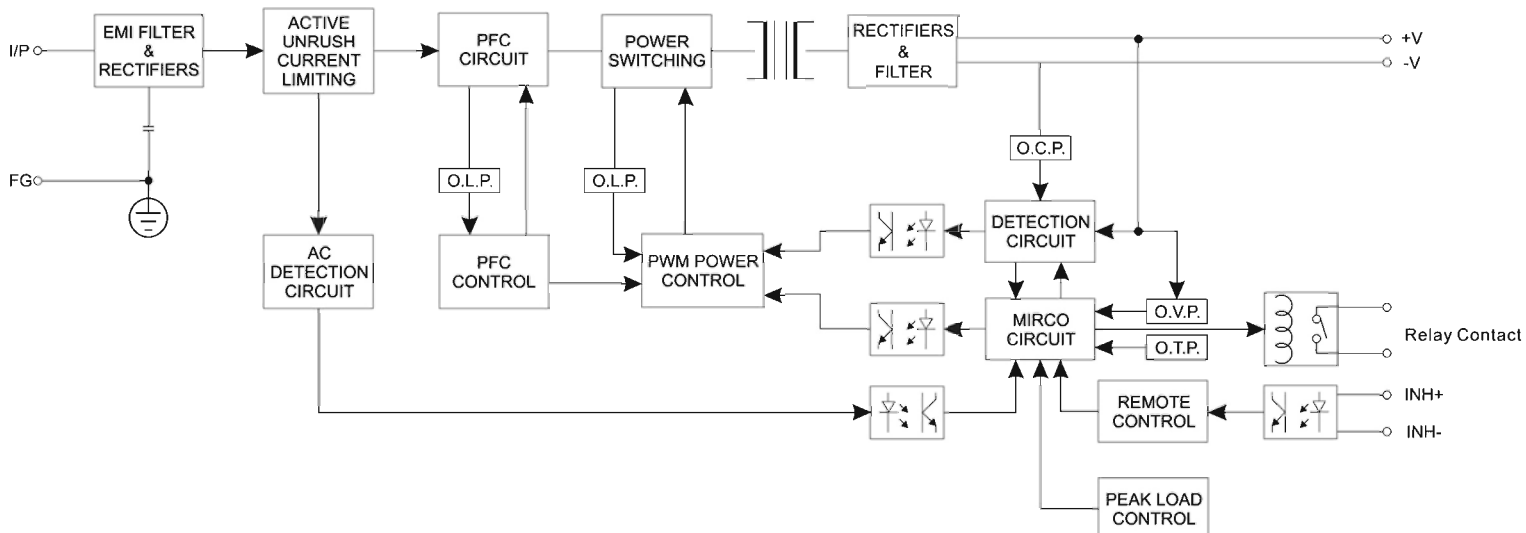 I/P
EMI FILTER
&
RECTIFIERS
ACTIVE
UNRUSH
CURRENT
LIMITING
PFC
CIRCUIT
POWER
SWITCHING
RECTIFIERS
&
FILTER
+V
-V
O.C.P.
FG
O.L.P.
O.L.P.
AC
DETECTION
CIRCUIT
PFC
CONTROL
PWM POWER
CONTROL
DETECTION
CIRCUIT
MIRCO
CIRCUIT
O.V.P.
O.T.P.
Relay Contact
REMOTE
CONTROL
INH+
INH-
PEAK LOAD
CONTROL